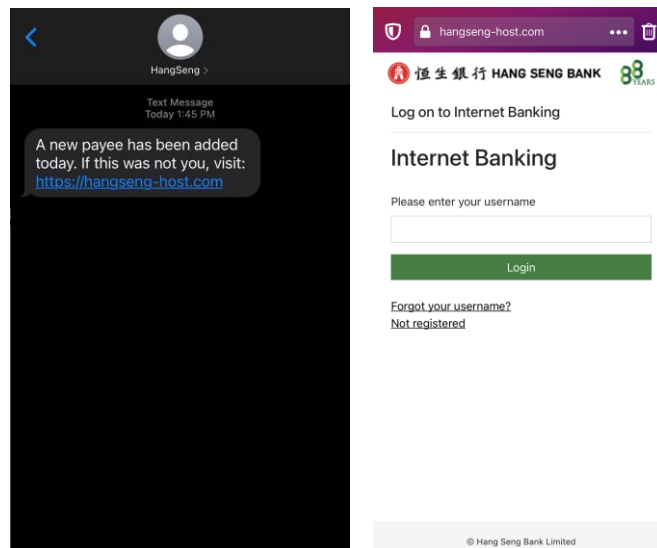 HangSeng >
Text Message
Today 1:45 PM
A new payee has been added
today. If this was not you, visit:
https://hangseng-host.com
hangseng-host.com
恒生銀行 HANG SENG BANK
88 YEARS
Log on to Internet Banking
Internet Banking
Please enter your username
Login
Forgot your username?
Not registered
© Hang Seng Bank Limited